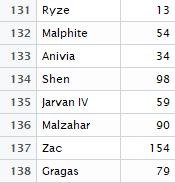 131 Ryze 13
132 Malphite 54
133 Anivia 34
134 Shen 98
135 Jarvan IV 59
136 Malzahar 90
137 Zac 154
138 Gragas 79